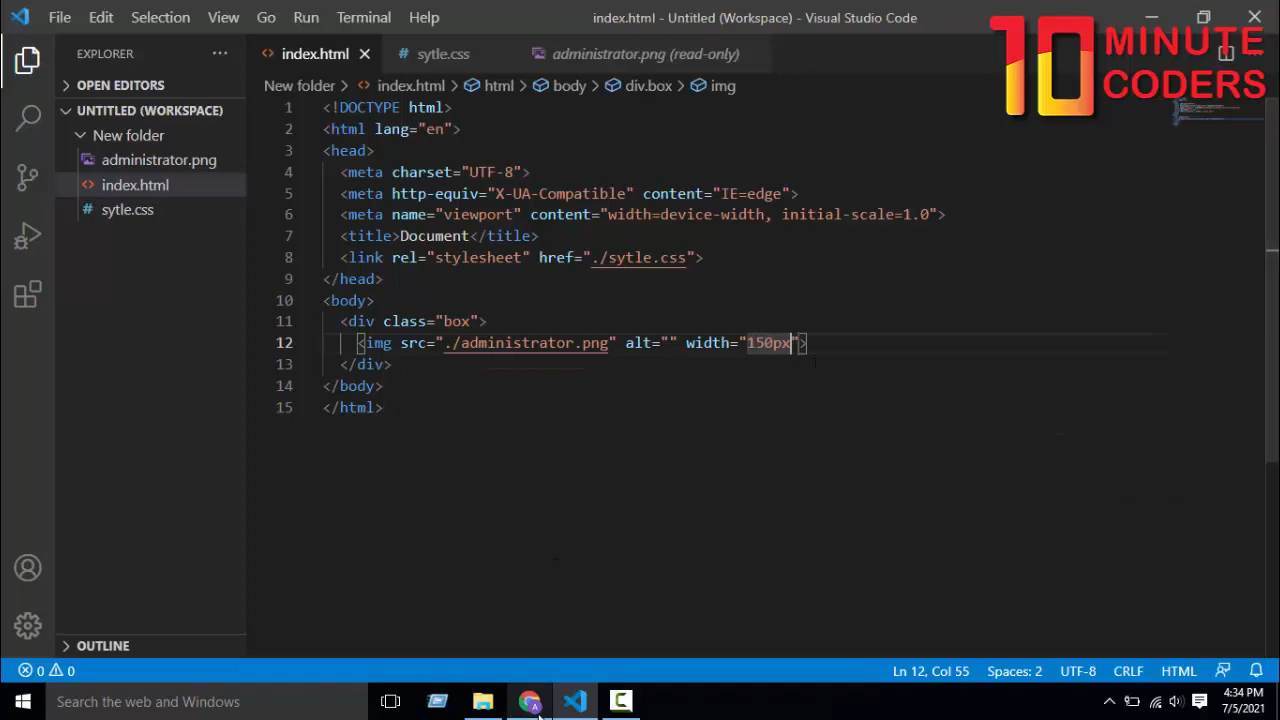 File Edit Selection View Go Run Terminal Help index.html - Untitled (Workspace) - Visual Studio Code
10 MINUTE CODERS
EXPLORER ···
index.html
sytle.css
administrator.png (read-only)
OPEN EDITORS
UNTITLED (WORKSPACE)
New folder
administrator.png
index.html
sytle.css
New folder > index.html > html > body > div.box > img
1 <!DOCTYPE html>
2 <html lang="en">
3 <head>
4 <meta charset="UTF-8">
5 <meta http-equiv="X-UA-Compatible" content="IE=edge">
6 <meta name="viewport" content="width=device-width, initial-scale=1.0">
7 <title>Document</title>
8 <link rel="stylesheet" href="./sytle.css">
9 </head>
10 <body>
11 <div class="box">
12 <img src="./administrator.png" alt="" width="150px">
13 </div>
14 </body>
15 </html>
OUTLINE
0 0 Ln 12, Col 55 Spaces: 2 UTF-8 CRLF HTML
Search the web and Windows
4:34 PM
7/5/2021